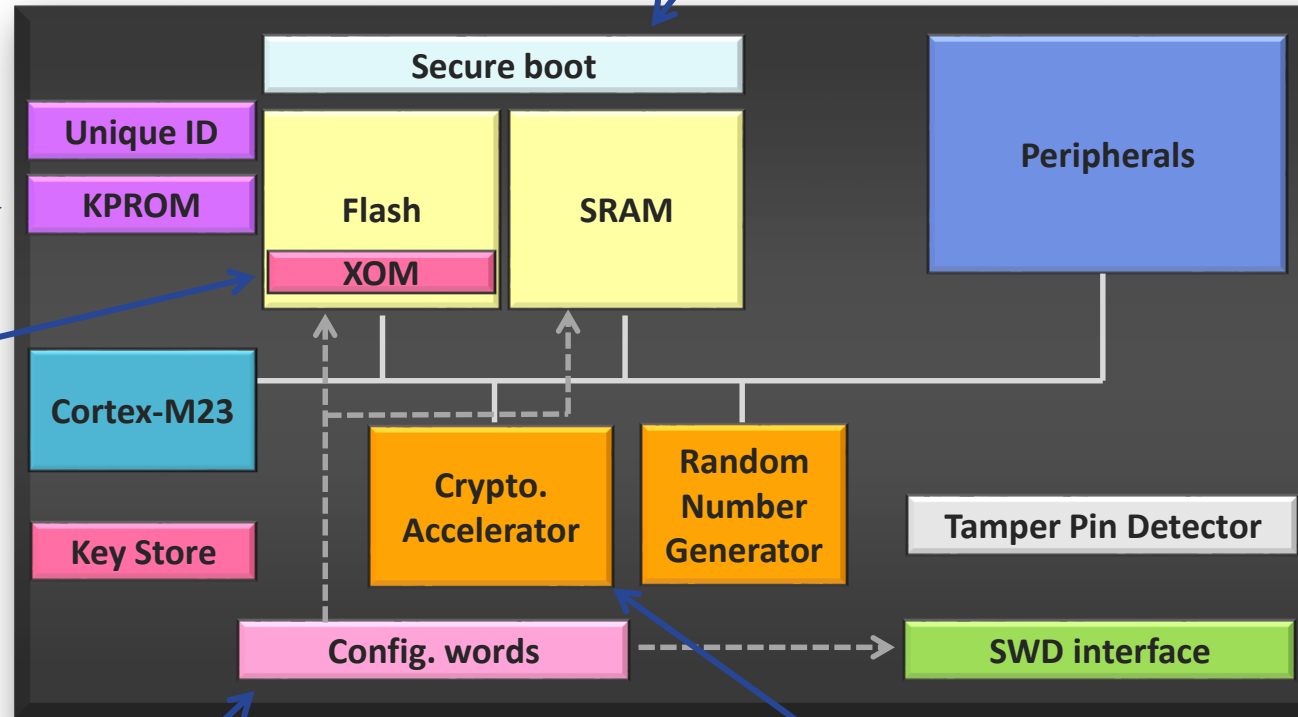 Secure boot
Unique ID
KPROM
Flash
XOM
SRAM
Peripherals
Cortex-M23
Crypto.
Accelerator
Random
Number
Generator
Key Store
Tamper Pin Detector
Config. words
SWD interface